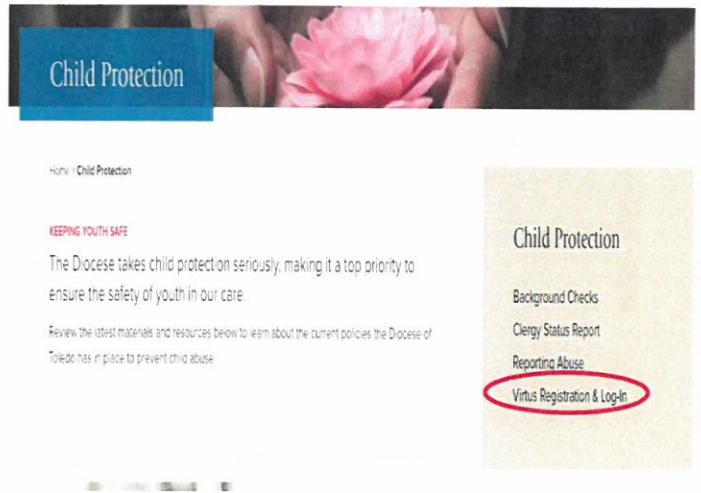 Child Protection
Home > Child Protection
KEEPING YOUTH SAFE
The Diocese takes child protection seriously, making it a top priority to
ensure the safety of youth in our care.
Review the latest materials and resources below to learn about the current policies the Diocese of
Toledo has in place to prevent child abuse
Child Protection
Background Checks
Clergy Status Report
Reporting Abuse
Virtus Registration & Log-In